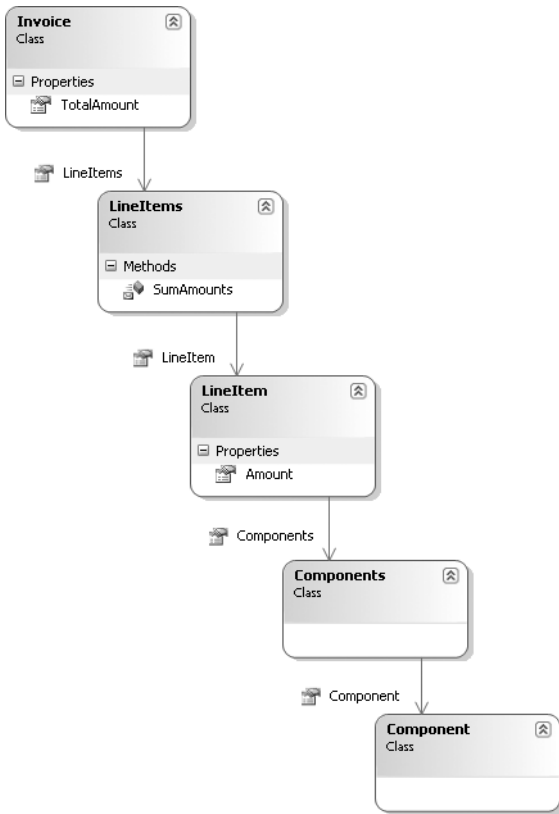 Invoice
Class
Properties
TotalAmount
LineItems
LineItems
Class
Methods
SumAmounts
LineItem
LineItem
Class
Properties
Amount
Components
Components
Class
Component
Component
Class